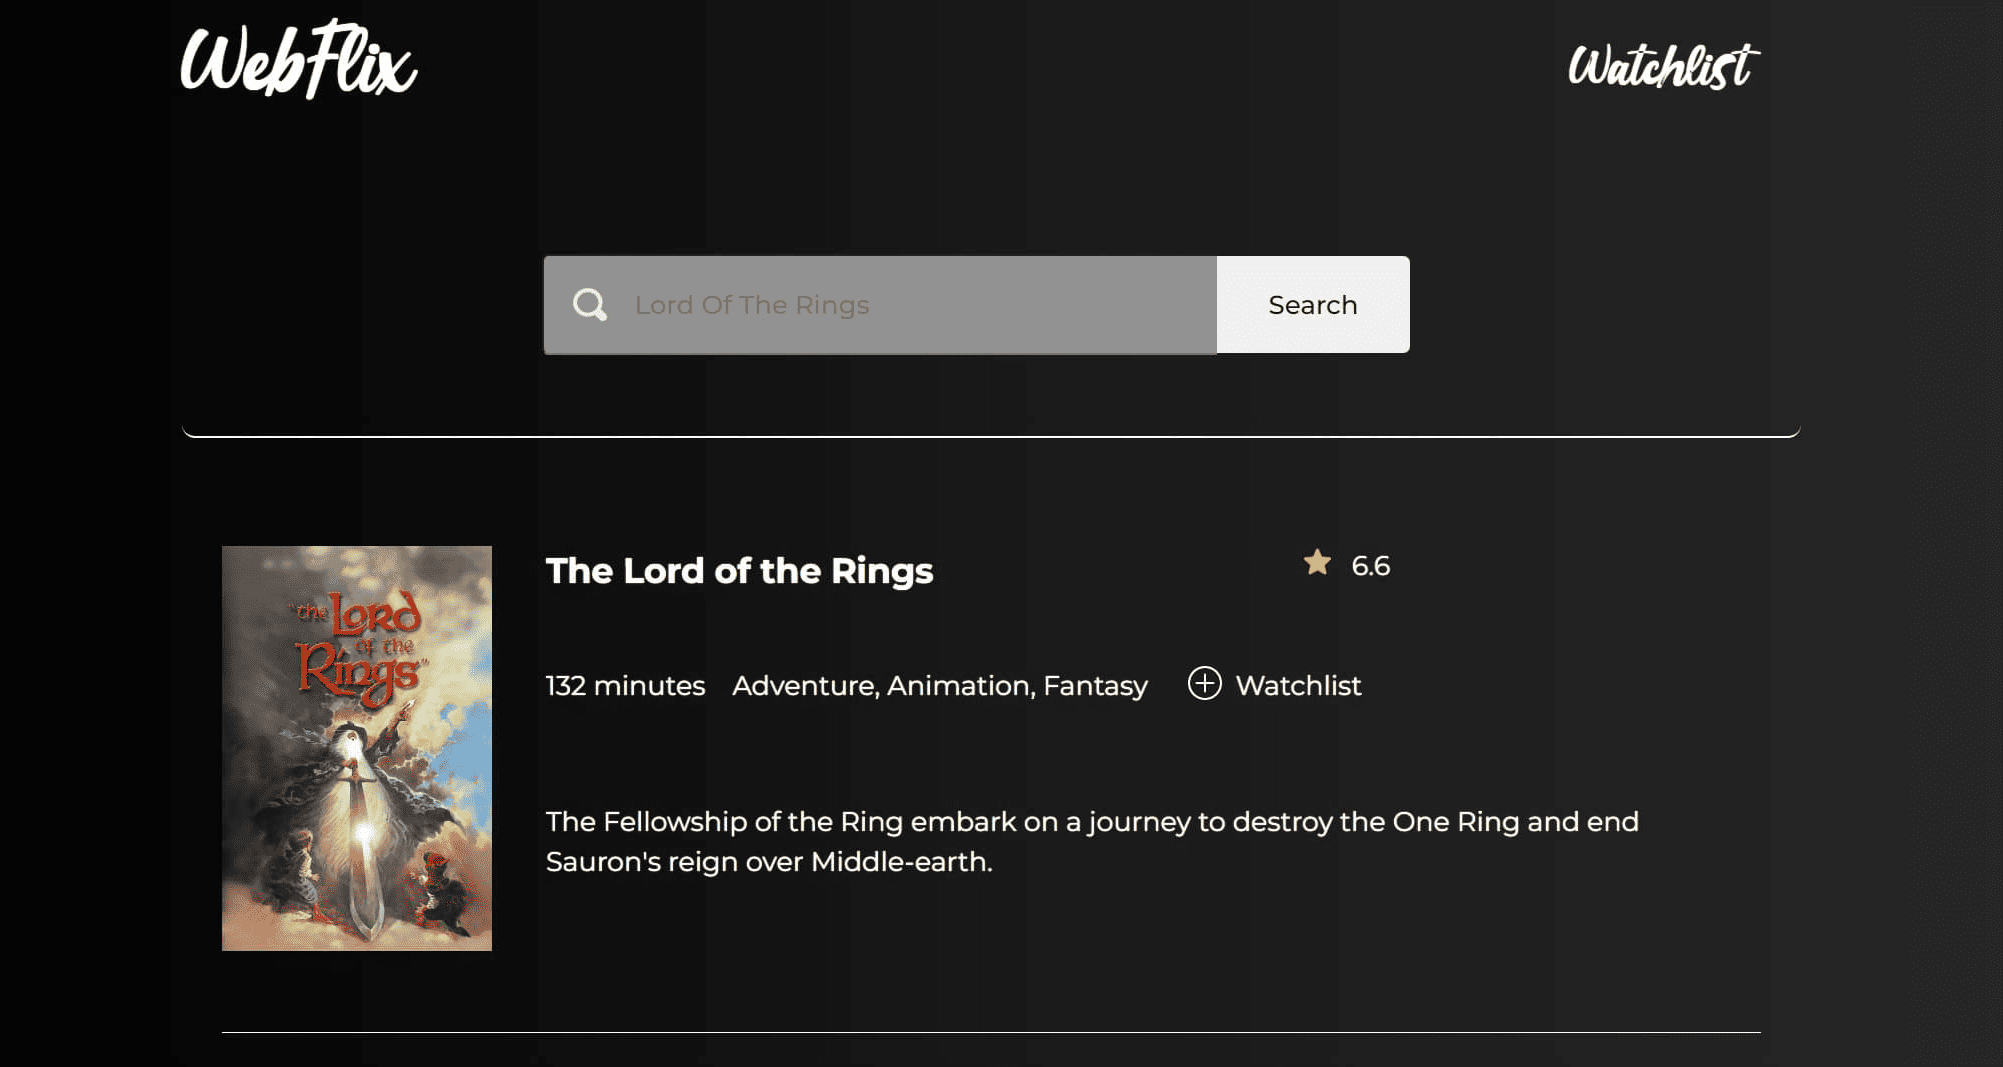 WebFlix
Watchlist
Lord Of The Rings
Search
"the Lord
of the
Rings"
The Lord of the Rings
6.6
132 minutes Adventure, Animation, Fantasy Watchlist
The Fellowship of the Ring embark on a journey to destroy the One Ring and end
Sauron's reign over Middle-earth.